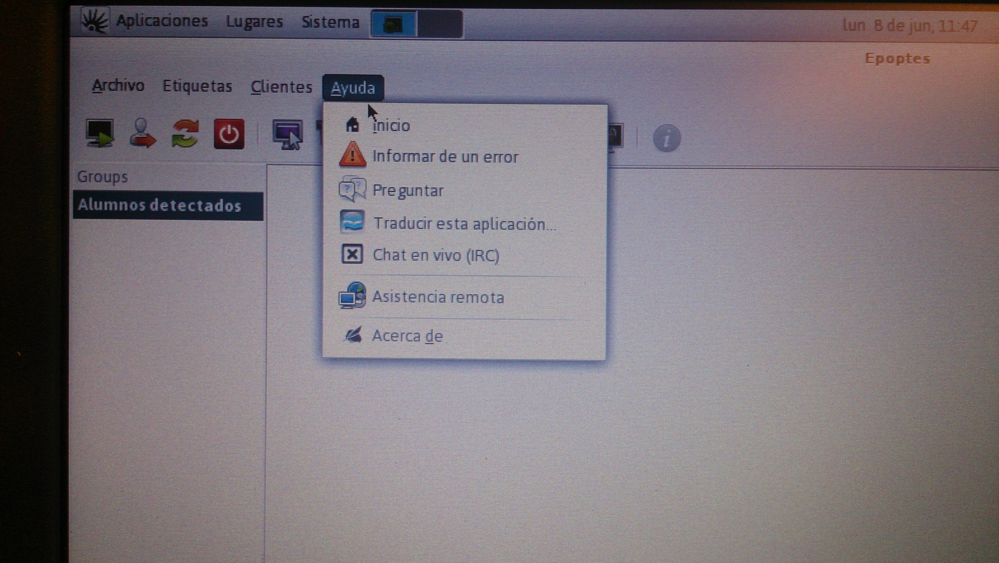 Aplicaciones Lugares Sistema lun 8 de jun, 11:47
Epoptes
Archivo Etiquetas Clientes Ayuda
inicio
Informar de un error
Groups
Preguntar
Alumnos detectados
Traducir esta aplicación...
Chat en vivo (IRC)
Asistencia remota
Acerca de